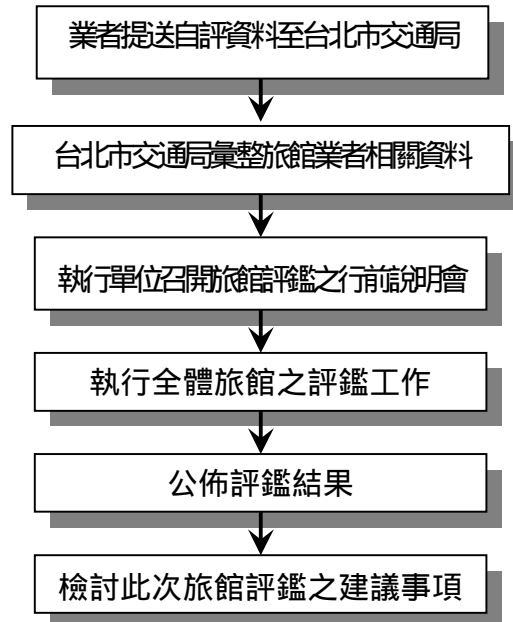 業者提送自評資料至台北市交通局
台北市交通局彙整旅館業者相關資料
執行單位召開旅館評鑑之行前說明會
執行全體旅館之評鑑工作
公佈評鑑結果
檢討此次旅館評鑑之建議事項